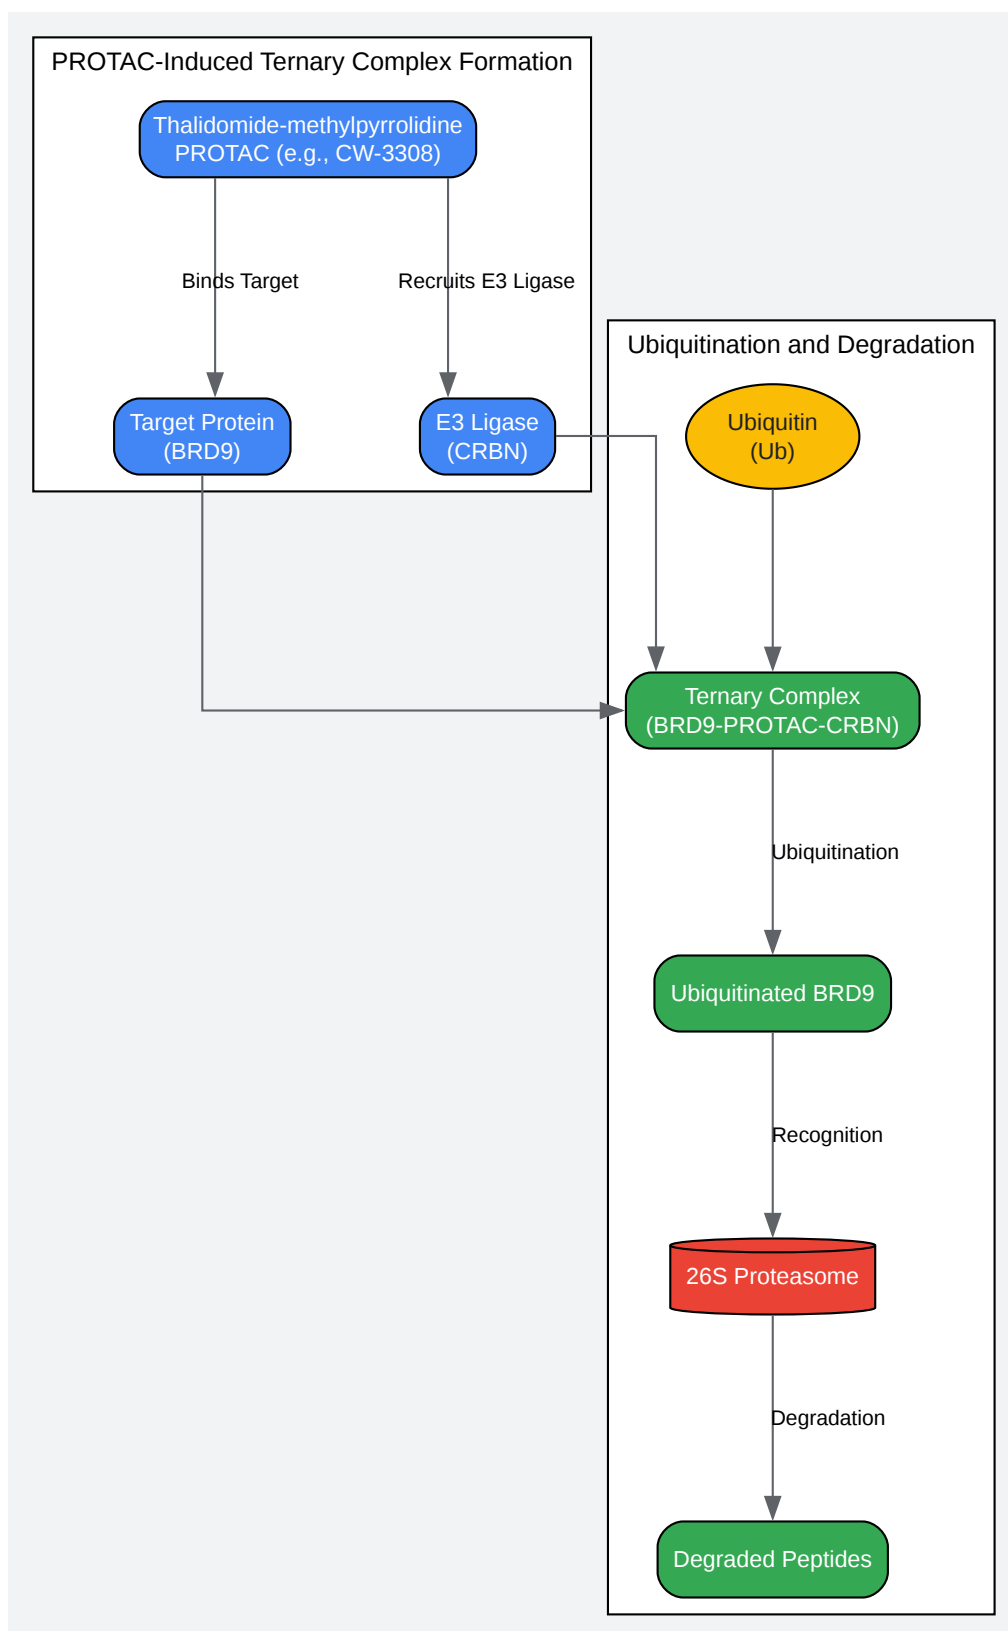 PROTAC-Induced Ternary Complex Formation
Thalidomide-methylpyrrolidine
PROTAC (e.g., CW-3308)
Binds Target
Recruits E3 Ligase
Target Protein
(BRD9)
E3 Ligase
(CRBN)
Ubiquitination and Degradation
Ubiquitin
(Ub)
Ternary Complex
(BRD9-PROTAC-CRBN)
Ubiquitination
Ubiquitinated BRD9
Recognition
26S Proteasome
Degradation
Degraded Peptides